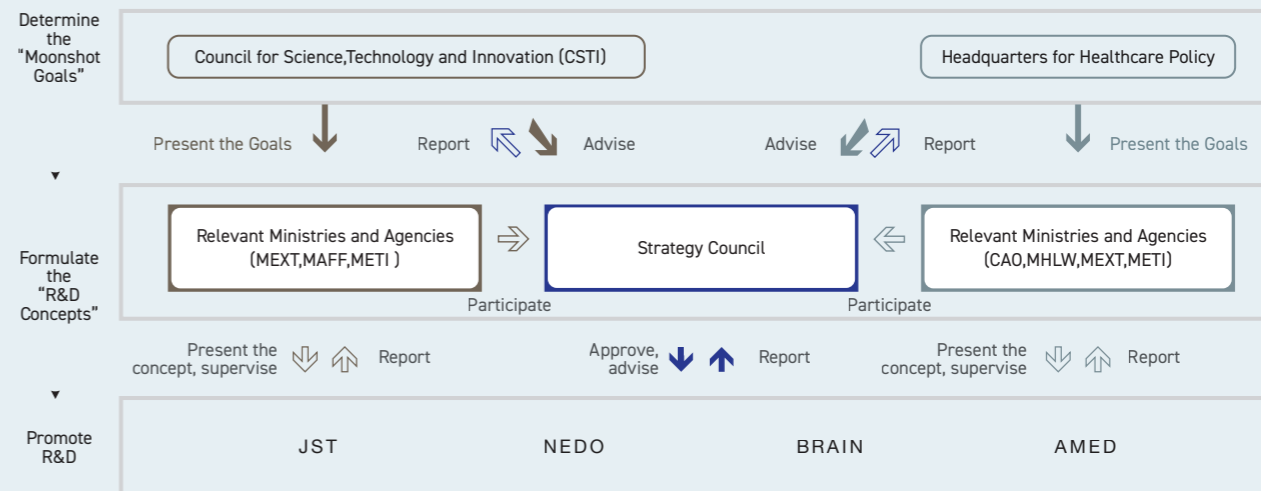 Determine
the
“Moonshot
Goals”
Council for Science,Technology and Innovation (CSTI)
Headquarters for Healthcare Policy
Present the Goals
Report
Advise
Advise
Report
Present the Goals
Formulate
the
“R&D
Concepts”
Relevant Ministries and Agencies
(MEXT,MAFF,METI )
Strategy Council
Relevant Ministries and Agencies
(CAO,MHLW,MEXT,METI)
Participate
Participate
Present the
concept, supervise
Report
Approve,
advise
Report
Present the
concept, supervise
Report
Promote
R&D
JST
NEDO
BRAIN
AMED